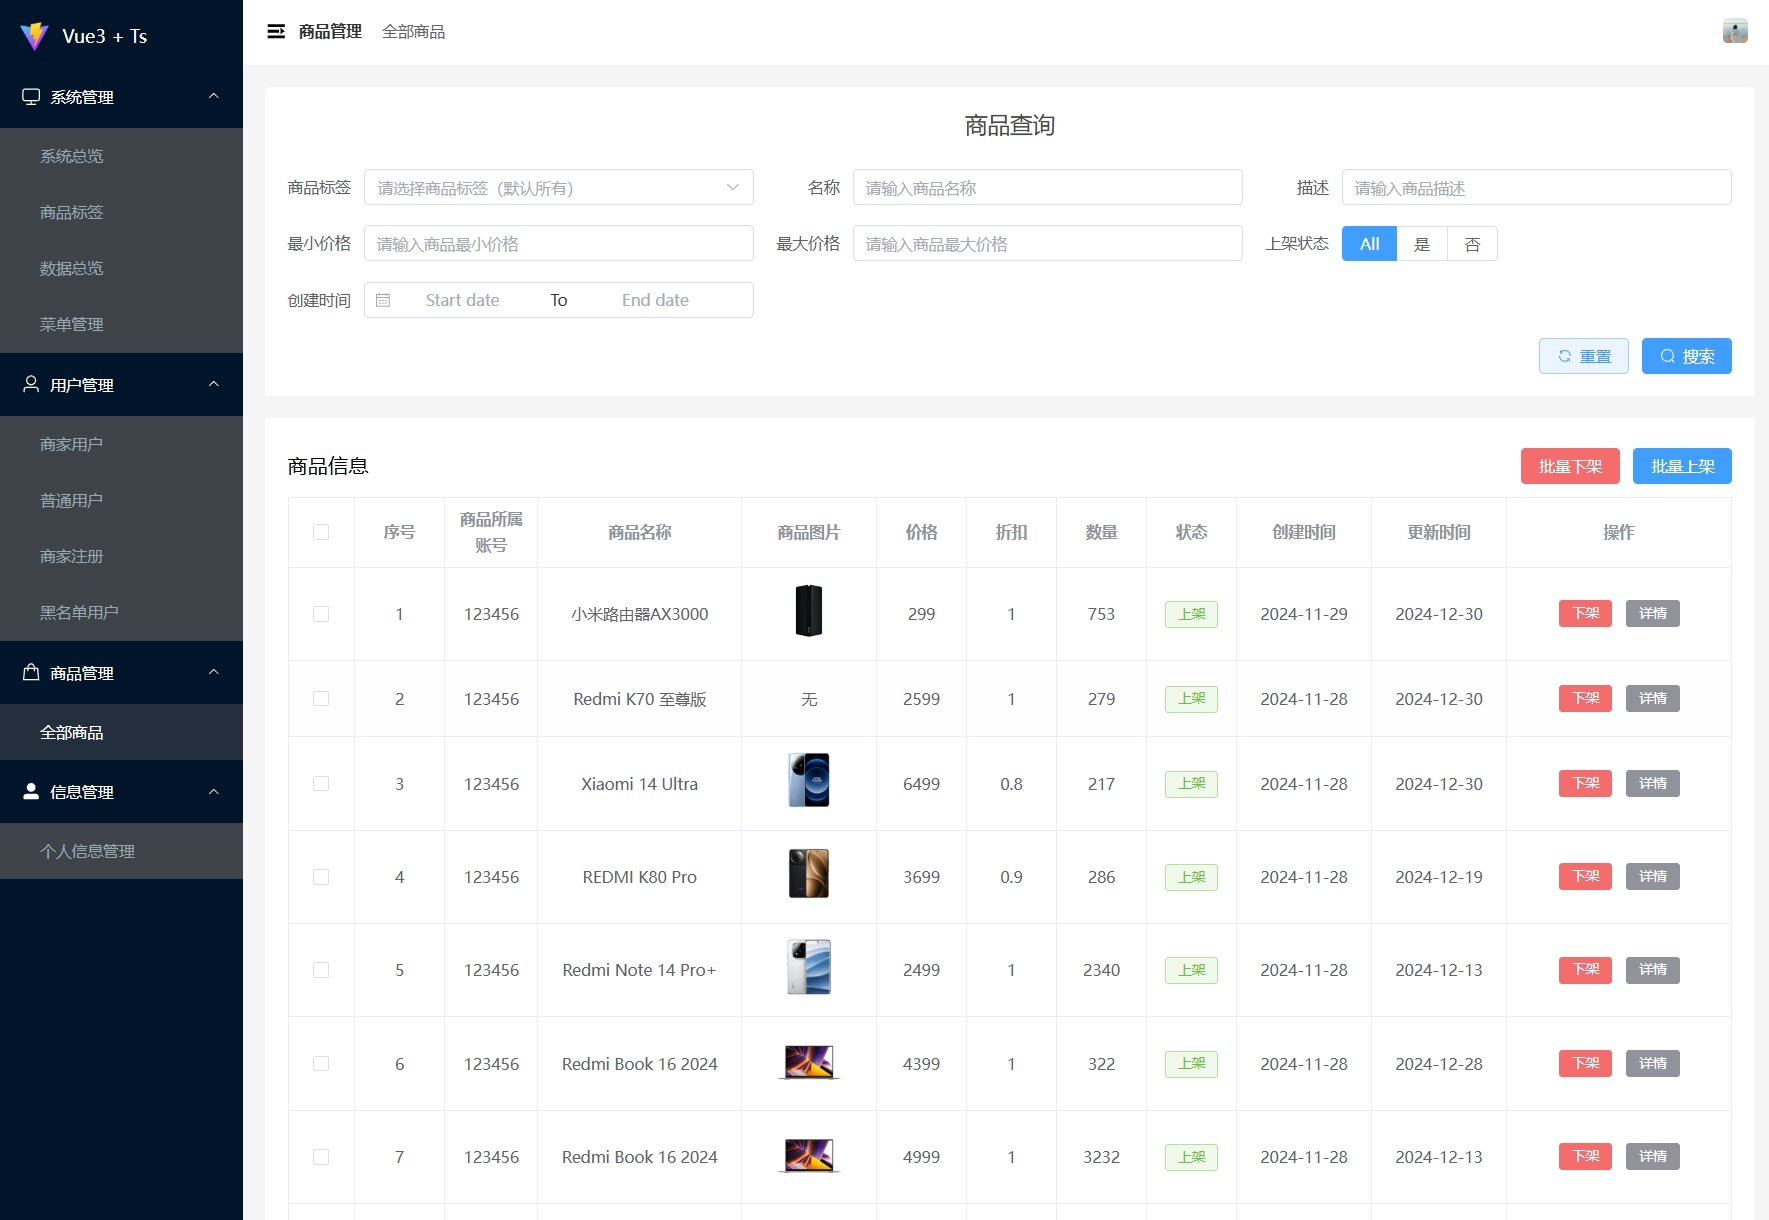 Vue3 + Ts
系统管理
系统总览
商品标签
数据总览
菜单管理
用户管理
商家用户
普通用户
商家注册
黑名单用户
商品管理
全部商品
信息管理
个人信息管理
商品管理 全部商品
商品查询
商品标签 请选择商品标签（默认所有） 名称 请输入商品名称 描述 请输入商品描述
最小价格 请输入商品最小价格 最大价格 请输入商品最大价格 上架状态 All 是 否
创建时间 Start date To End date
重置 搜索
商品信息 批量下架 批量上架
序号 商品所属账号 商品名称 商品图片 价格 折扣 数量 状态 创建时间 更新时间 操作
1 123456 小米路由器AX3000 299 1 753 上架 2024-11-29 2024-12-30 下架 详情
2 123456 Redmi K70 至尊版 无 2599 1 279 上架 2024-11-28 2024-12-30 下架 详情
3 123456 Xiaomi 14 Ultra 6499 0.8 217 上架 2024-11-28 2024-12-30 下架 详情
4 123456 REDMI K80 Pro 3699 0.9 286 上架 2024-11-28 2024-12-19 下架 详情
5 123456 Redmi Note 14 Pro+ 2499 1 2340 上架 2024-11-28 2024-12-13 下架 详情
6 123456 Redmi Book 16 2024 4399 1 322 上架 2024-11-28 2024-12-28 下架 详情
7 123456 Redmi Book 16 2024 4999 1 3232 上架 2024-11-28 2024-12-13 下架 详情